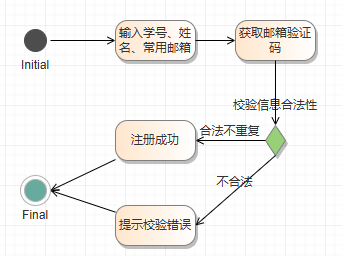 输入学号、姓
名、常用邮箱
获取邮箱验证
码
Initial
校验信息合法性
合法不重复
注册成功
不合法
Final
提示校验错误